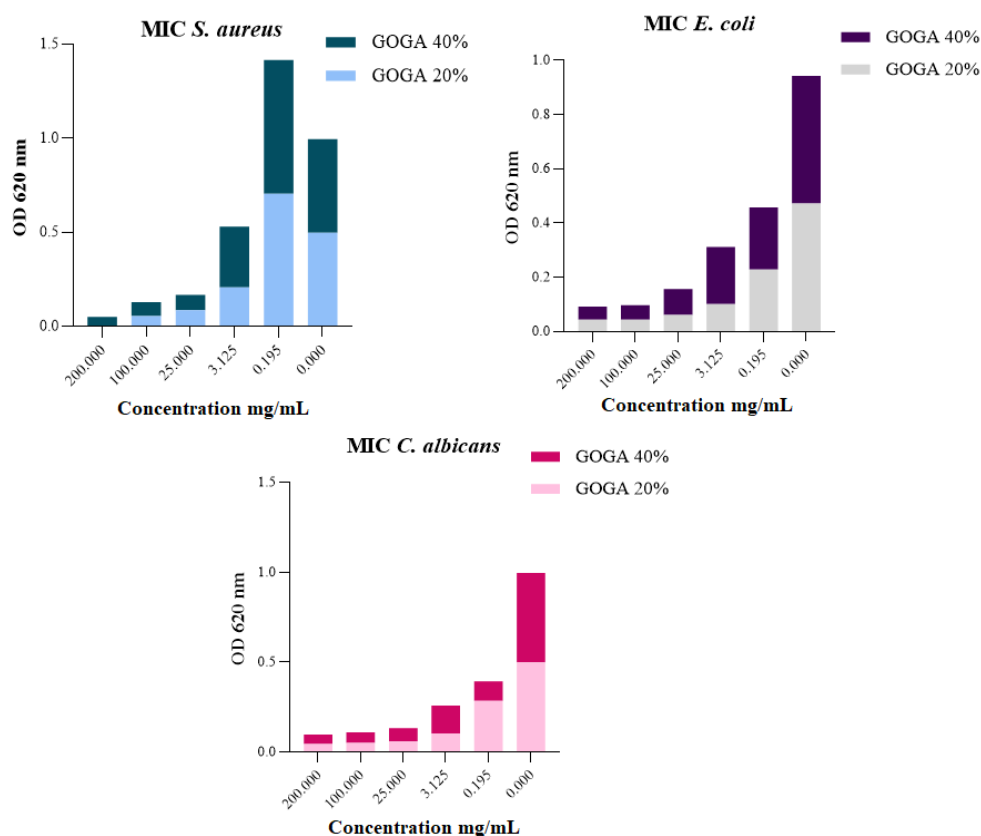 MIC S. aureus
GOGA 40%
GOGA 20%
1.5
1.0
0.5
0.0
OD 620 nm
200.000
100.000
25.000
3.125
0.195
0.000
Concentration mg/mL
MIC E. coli
GOGA 40%
GOGA 20%
1.0
0.8
0.6
0.4
0.2
0.0
OD 620 nm
200.000
100.000
25.000
3.125
0.195
0.000
Concentration mg/mL
MIC C. albicans
GOGA 40%
GOGA 20%
1.5
1.0
0.5
0.0
OD 620 nm
200.000
100.000
25.000
3.125
0.195
0.000
Concentration mg/mL